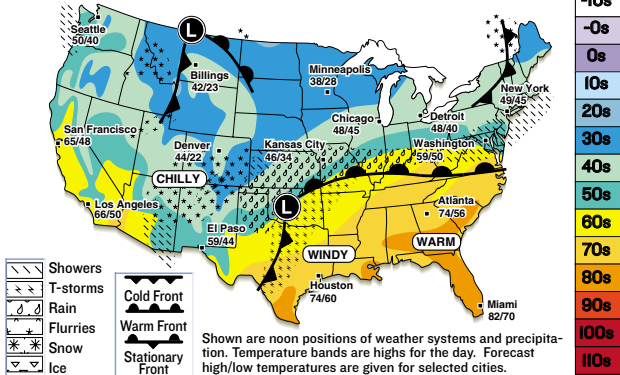 Seattle
50/40
L
Billings
42/23
Minneapolis
38/28
New York
49/45
Chicago
48/45
Detroit
48/40
San Francisco
65/48
Denver
44/22
Kansas City
46/34
Washington
59/50
CHILLY
Los Angeles
66/50
L
Atlanta
74/56
El Paso
59/44
WINDY
WARM
Houston
74/60
Miami
82/70
Showers
T-storms
Rain
Flurries
Snow
Ice
Cold Front
Warm Front
Stationary
Front
Shown are noon positions of weather systems and precipita-
tion. Temperature bands are highs for the day. Forecast
high/low temperatures are given for selected cities.
-10s
-0s
0s
10s
20s
30s
40s
50s
60s
70s
80s
90s
100s
110s